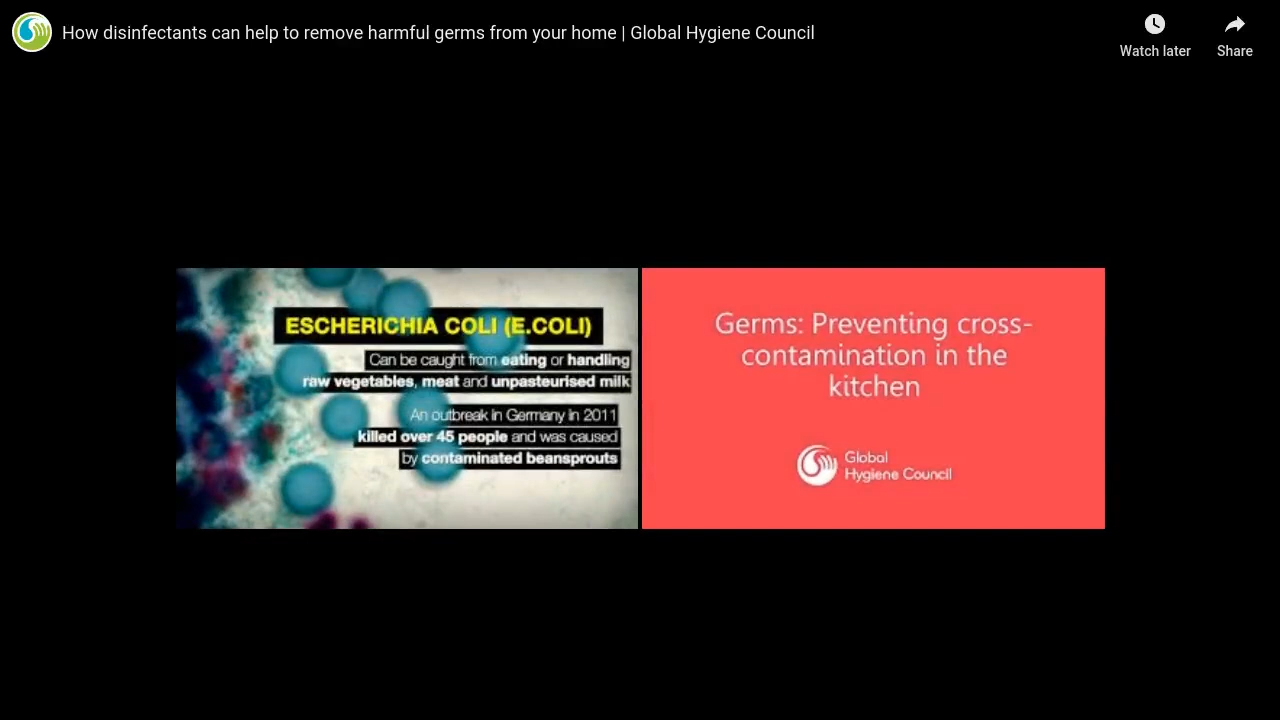 How disinfectants can help to remove harmful germs from your home | Global Hygiene Council
Watch later
Share
ESCHERICHIA COLI (E.COLI)
Can be caught from eating or handling
raw vegetables, meat and unpasteurised milk
An outbreak in Germany in 2011
killed over 45 people and was caused
by contaminated beansprouts
Germs: Preventing cross-
contamination in the
kitchen
Global
Hygiene Council